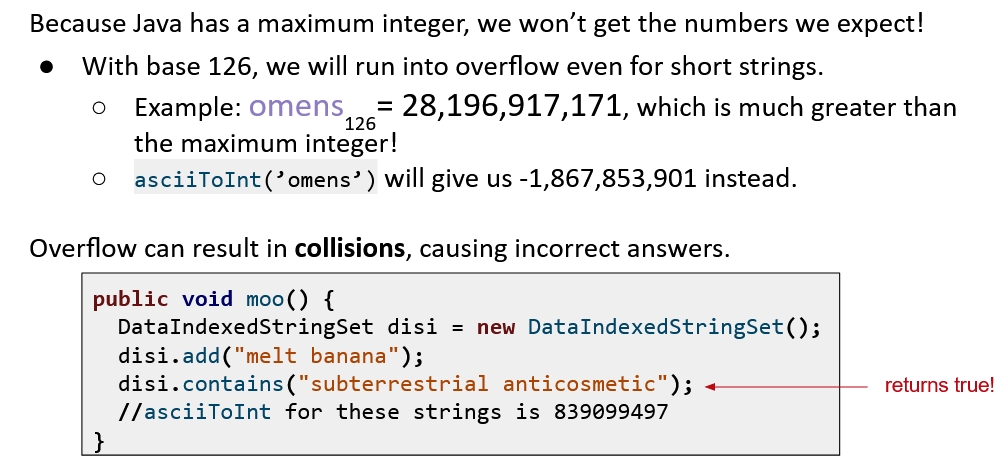 Because Java has a maximum integer, we won’t get the numbers we expect!
● With base 126, we will run into overflow even for short strings.
○ Example: omens126 = 28,196,917,171, which is much greater than
the maximum integer!
○ asciiToInt(’omens’) will give us -1,867,853,901 instead.
Overflow can result in collisions, causing incorrect answers.
public void moo() {
DataIndexedStringSet disi = new DataIndexedStringSet();
disi.add("melt banana");
disi.contains("subterrestrial anticosmetic"); returns true!
//asciiToInt for these strings is 839099497
}